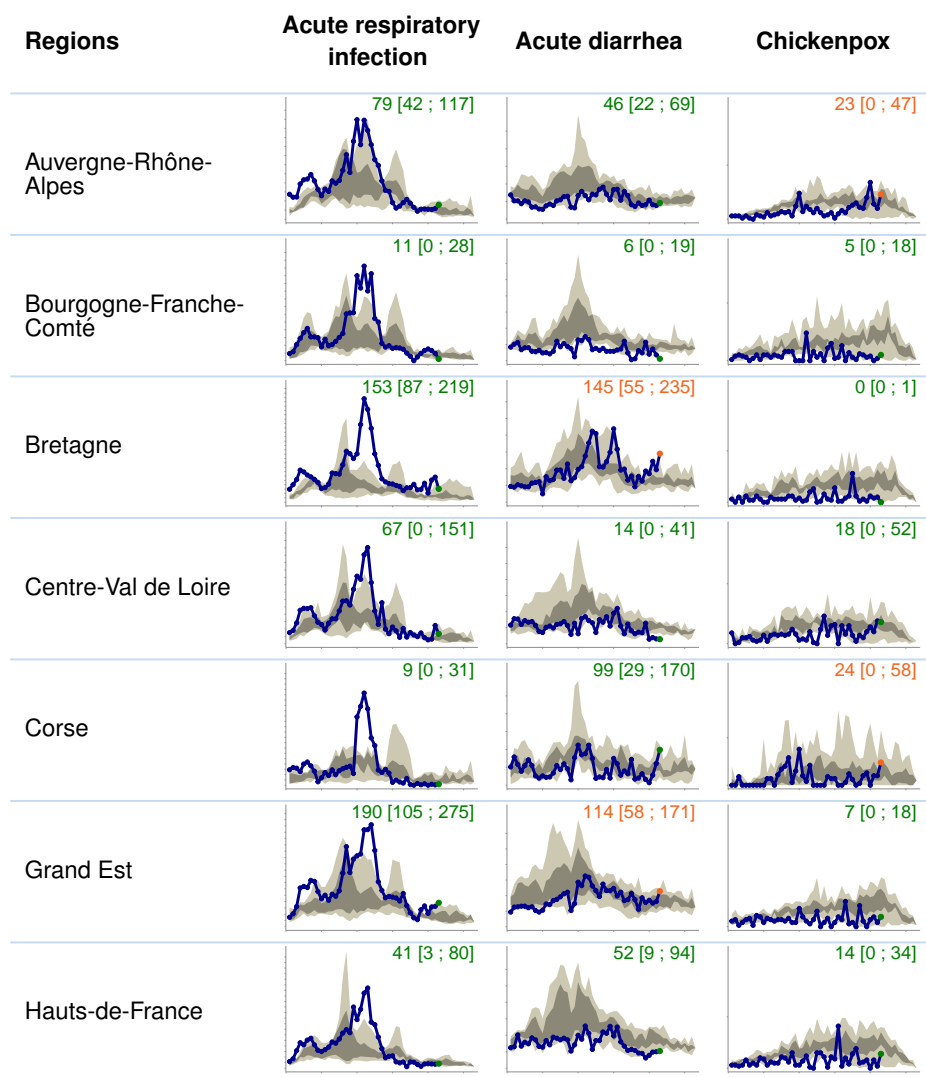 Regions
Acute respiratory
infection
Acute diarrhea
Chickenpox
Auvergne-Rhône-
Alpes
79 [42 ; 117]
46 [22 ; 69]
23 [0 ; 47]
Bourgogne-Franche-
Comté
11 [0 ; 28]
6 [0 ; 19]
5 [0 ; 18]
Bretagne
153 [87 ; 219]
145 [55 ; 235]
0 [0 ; 1]
Centre-Val de Loire
67 [0 ; 151]
14 [0 ; 41]
18 [0 ; 52]
Corse
9 [0 ; 31]
99 [29 ; 170]
24 [0 ; 58]
Grand Est
190 [105 ; 275]
114 [58 ; 171]
7 [0 ; 18]
Hauts-de-France
41 [3 ; 80]
52 [9 ; 94]
14 [0 ; 34]